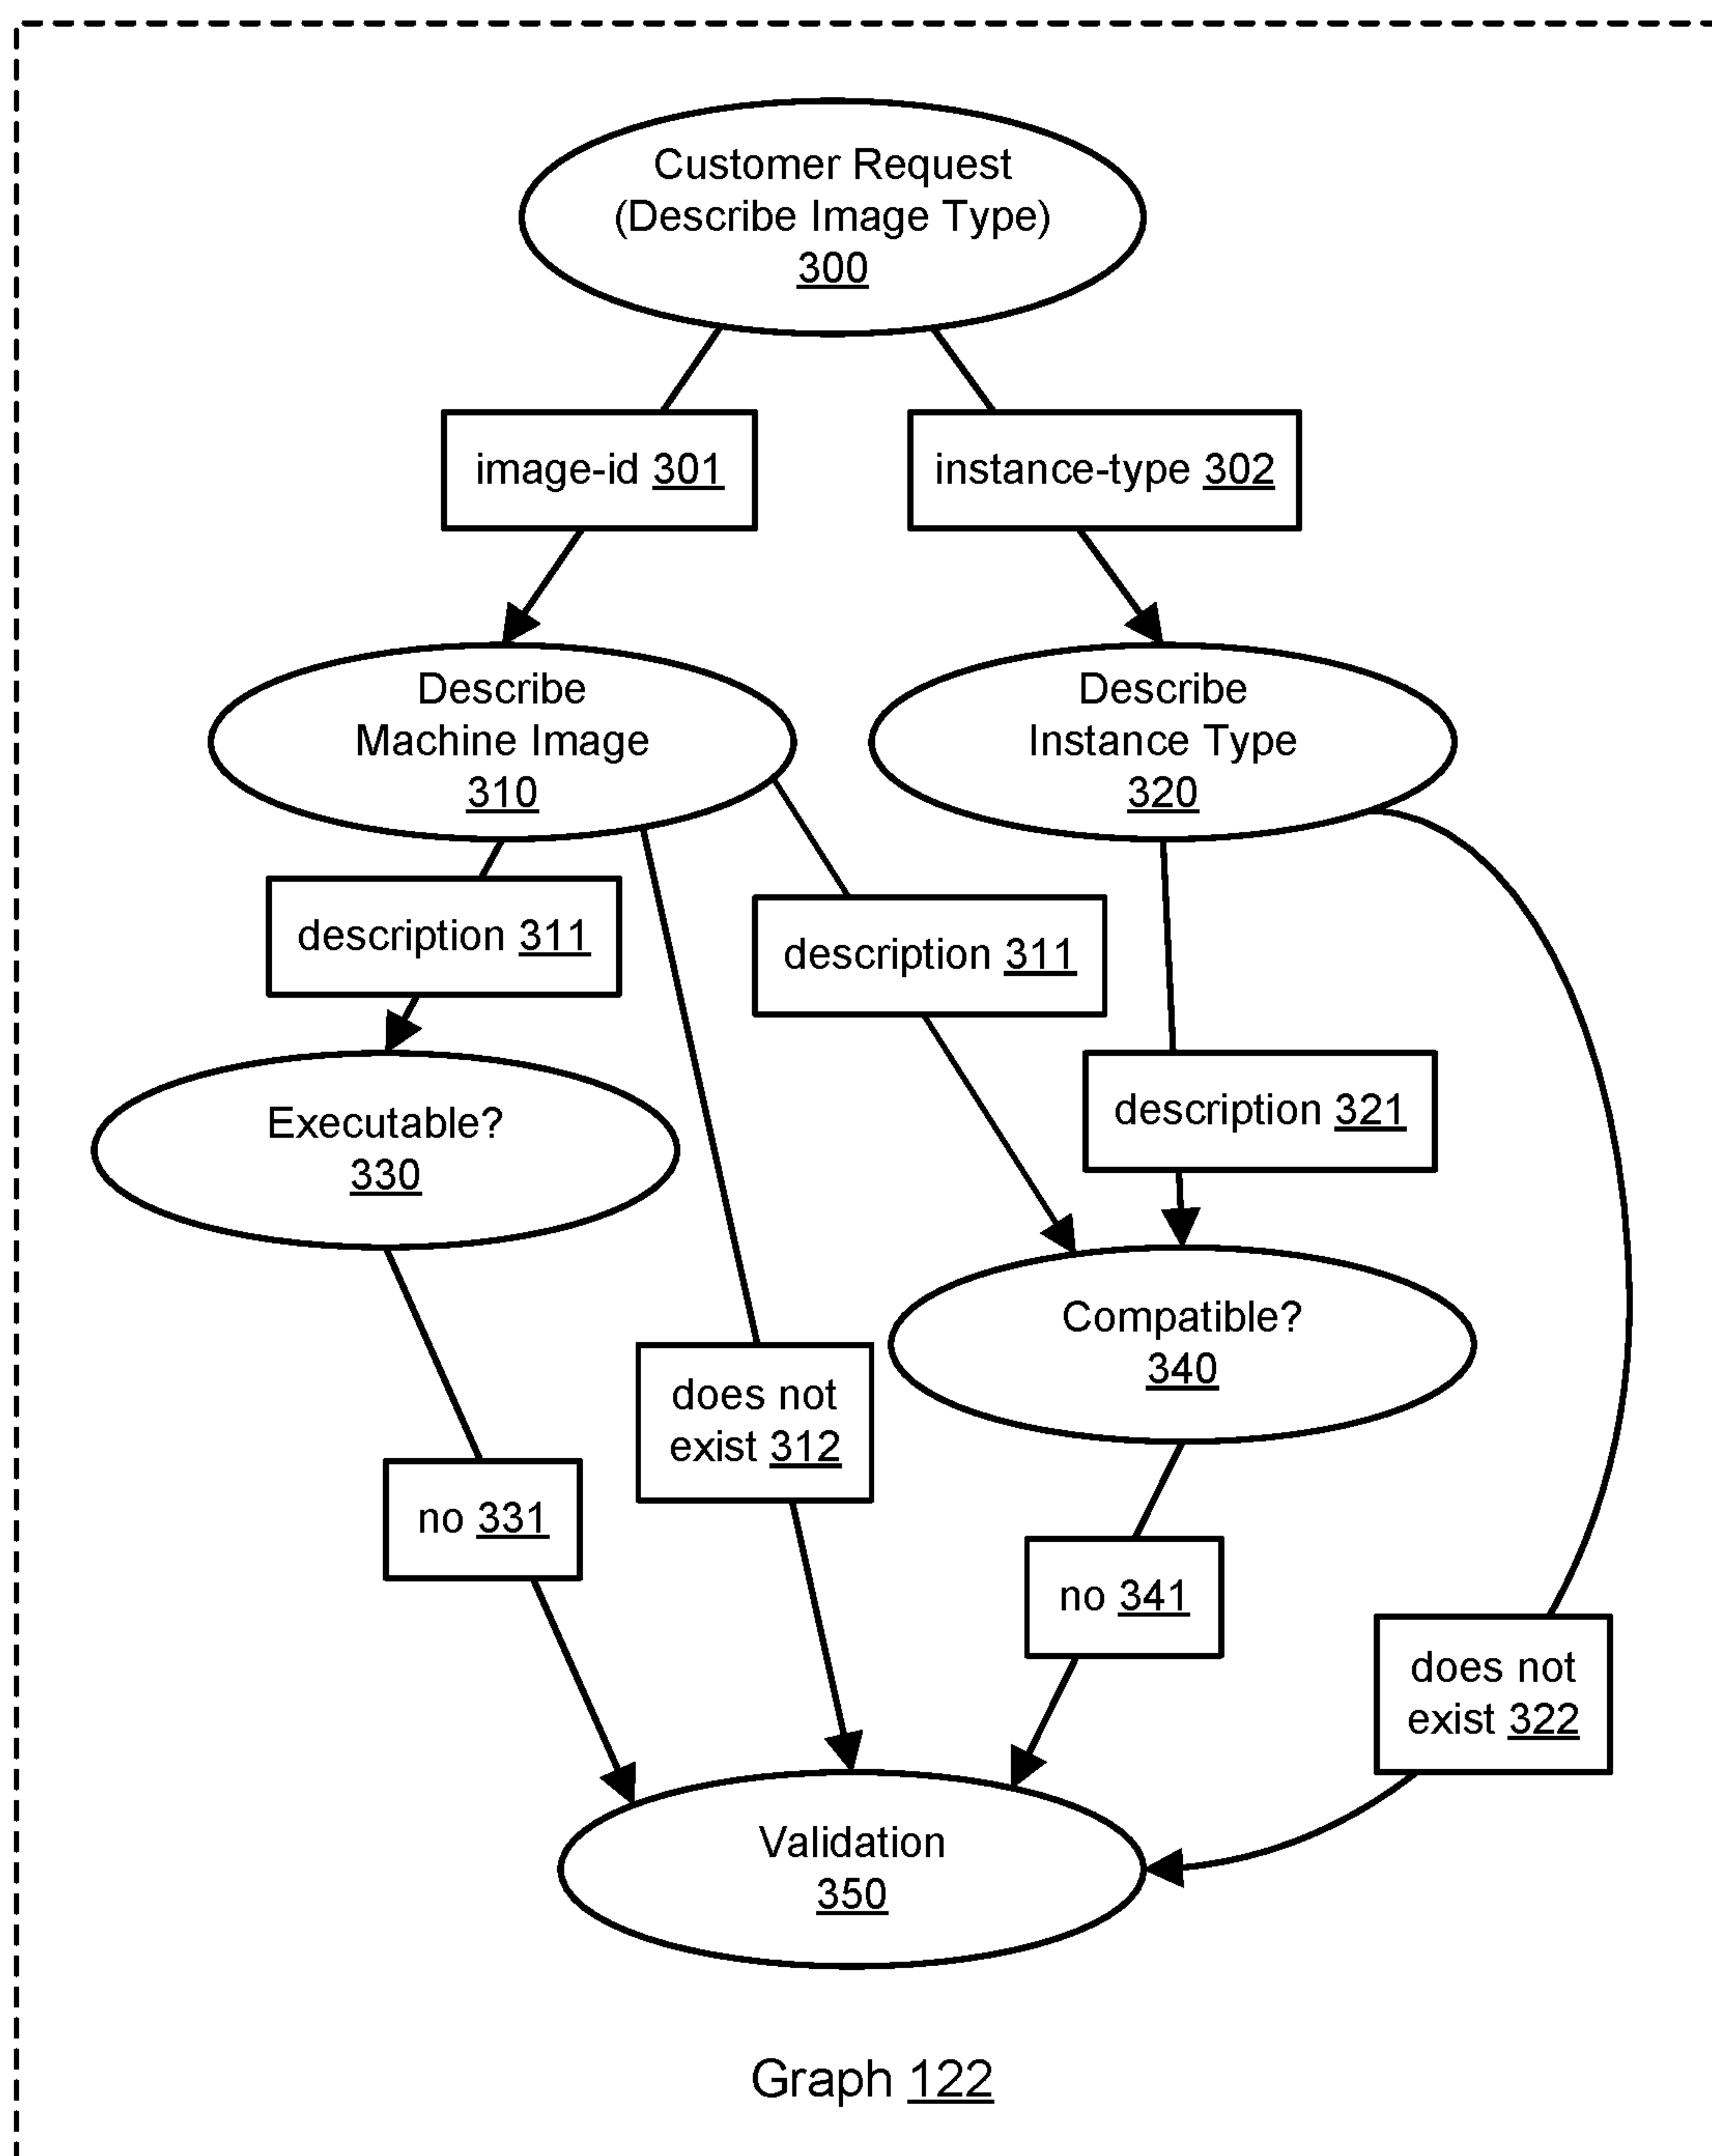 Customer Request
(Describe Image Type)
300
image-id 301
instance-type 302
Describe
Machine Image
310
Describe
Instance Type
320
description 311
description 311
description 321
Executable?
330
Compatible?
340
does not
exist 312
no 331
no 341
does not
exist 322
Validation
350
Graph 122